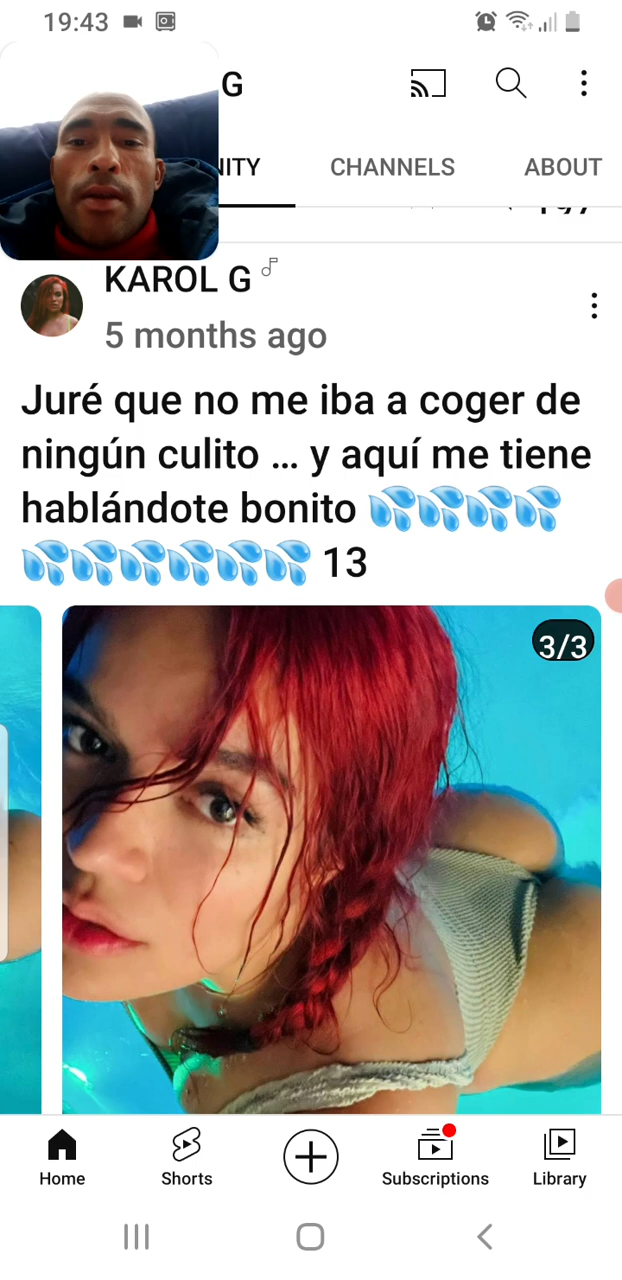 19:43
G
NITY CHANNELS ABOUT
KAROL G
5 months ago
Juré que no me iba a coger de
ningún culito ... y aquí me tiene
hablándote bonito 💦💦💦💦
💦💦💦💦💦💦 13
3/3
Home Shorts Subscriptions Library